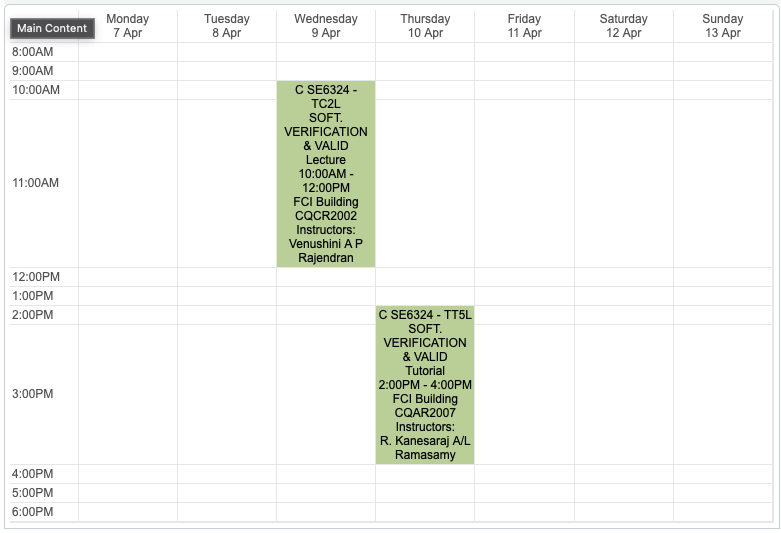 Main Content
Monday
7 Apr
Tuesday
8 Apr
Wednesday
9 Apr
Thursday
10 Apr
Friday
11 Apr
Saturday
12 Apr
Sunday
13 Apr
8:00AM
9:00AM
10:00AM
C SE6324 -
TC2L
SOFT.
VERIFICATION
& VALID
Lecture
10:00AM -
12:00PM
FCI Building
CQCR2002
Instructors:
Venushini A P
Rajendran
11:00AM
12:00PM
1:00PM
2:00PM
C SE6324 - TT5L
SOFT.
VERIFICATION
& VALID
Tutorial
2:00PM - 4:00PM
FCI Building
CQAR2007
Instructors:
R. Kanesaraj A/L
Ramasamy
3:00PM
4:00PM
5:00PM
6:00PM